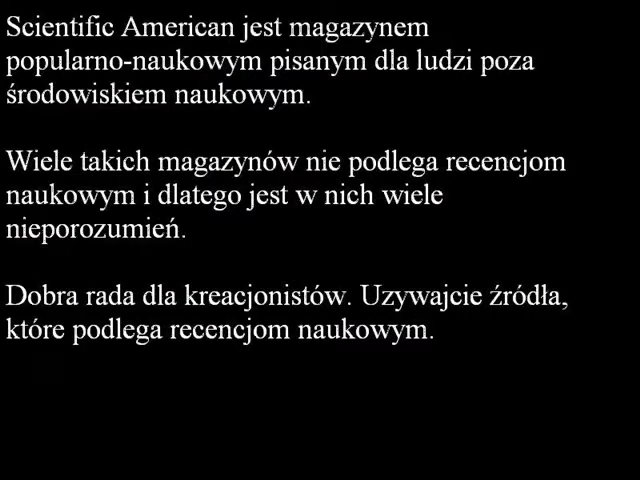 Scientific American jest magazynem
popularno-naukowym pisanym dla ludzi poza
środowiskiem naukowym.
Wiele takich magazynów nie podlega recencjom
naukowym i dlatego jest w nich wiele
nieporozumień.
Dobra rada dla kreacjonistów. Uzywajcie źródła,
które podlega recencjom naukowym.